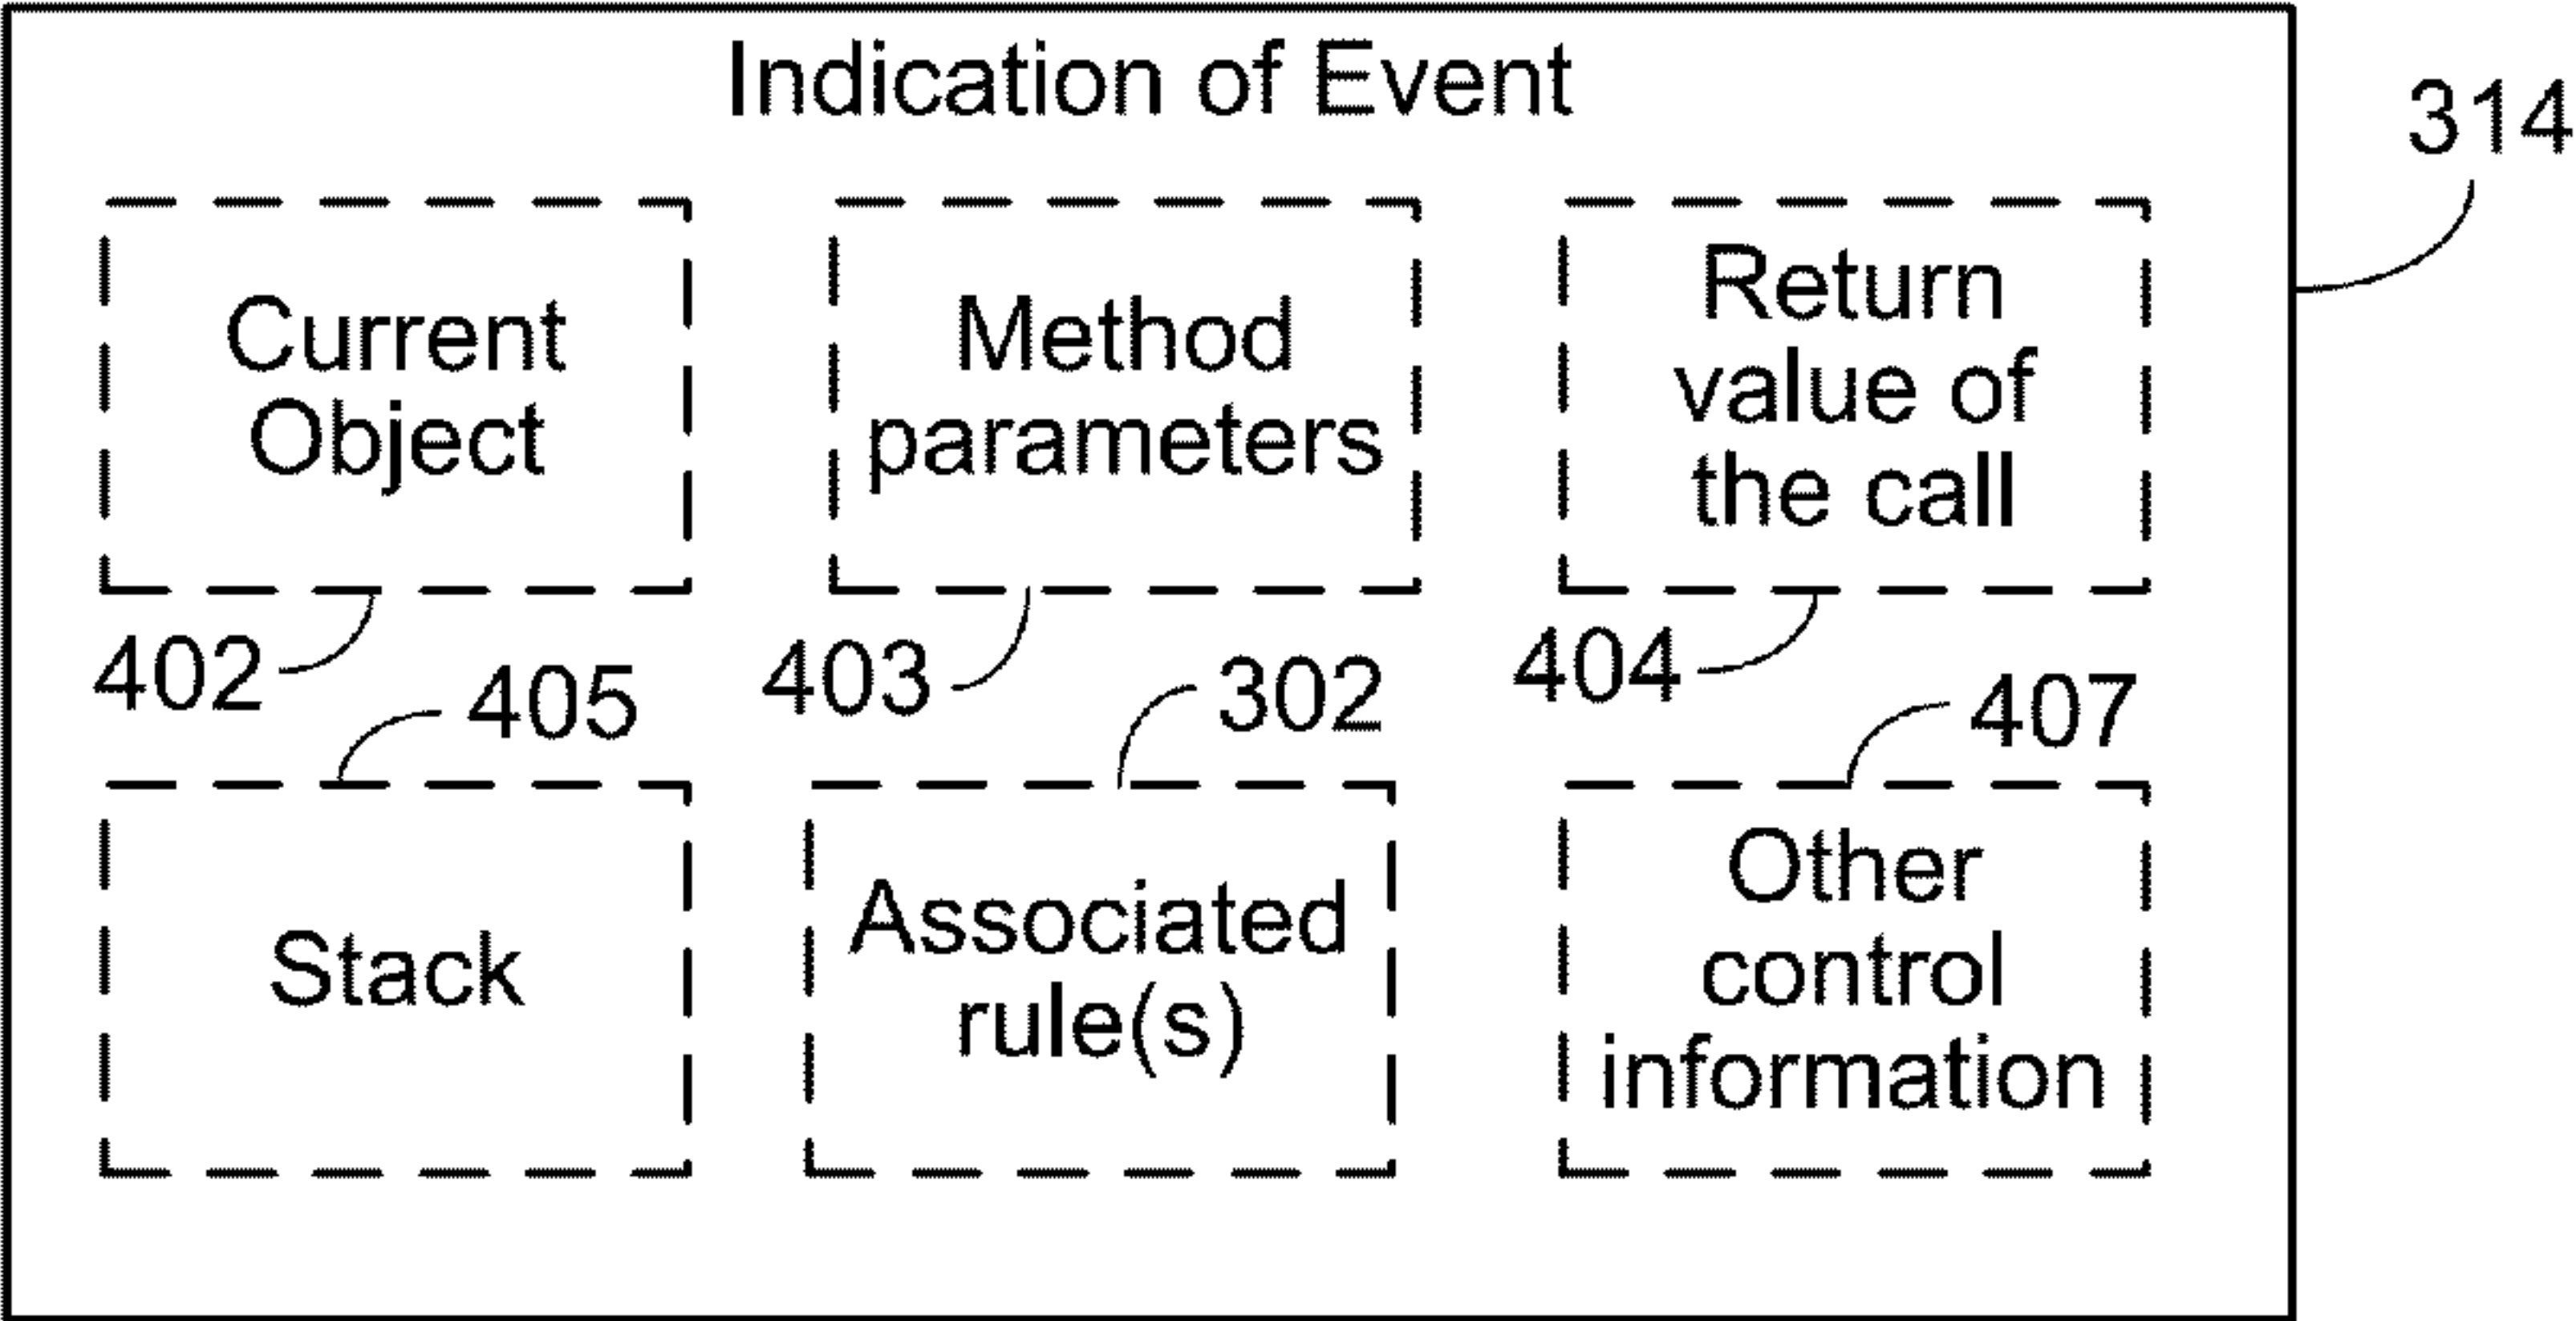 Indication of Event
314
Current
Object
Method
parameters
Return
value of
the call
402
403
404
405
302
407
Stack
Associated
rule(s)
Other
control
information